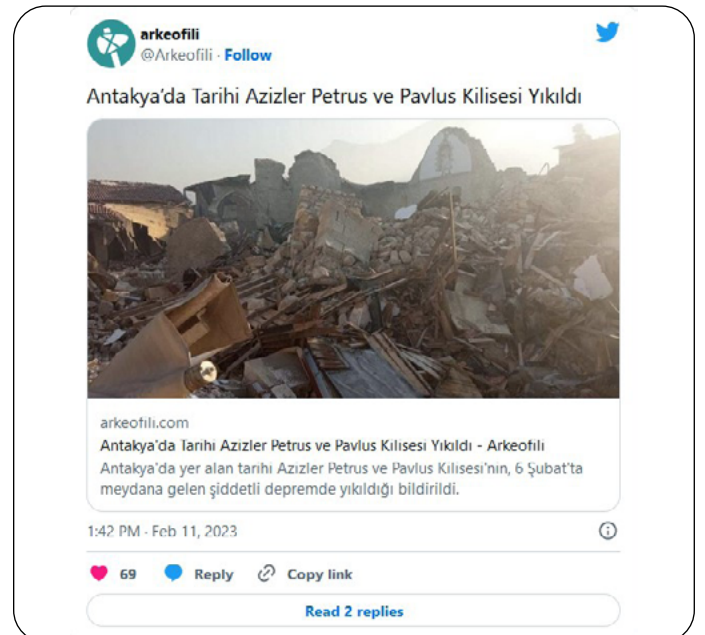 arkeofili
@Arkeofili · Follow
Antakya'da Tarihi Azizler Petrus ve Pavlus Kilisesi Yıkıldı
arkeofili.com
Antakya'da Tarihi Azizler Petrus ve Pavlus Kilisesi Yıkıldı - Arkeofili
Antakya'da yer alan tarihi Azizler Petrus ve Pavlus Kilisesi'nin, 6 Şubat'ta
meydana gelen şiddetli depremde yıkıldığı bildirildi.
1:42 PM · Feb 11, 2023
69 Reply Copy link
Read 2 replies